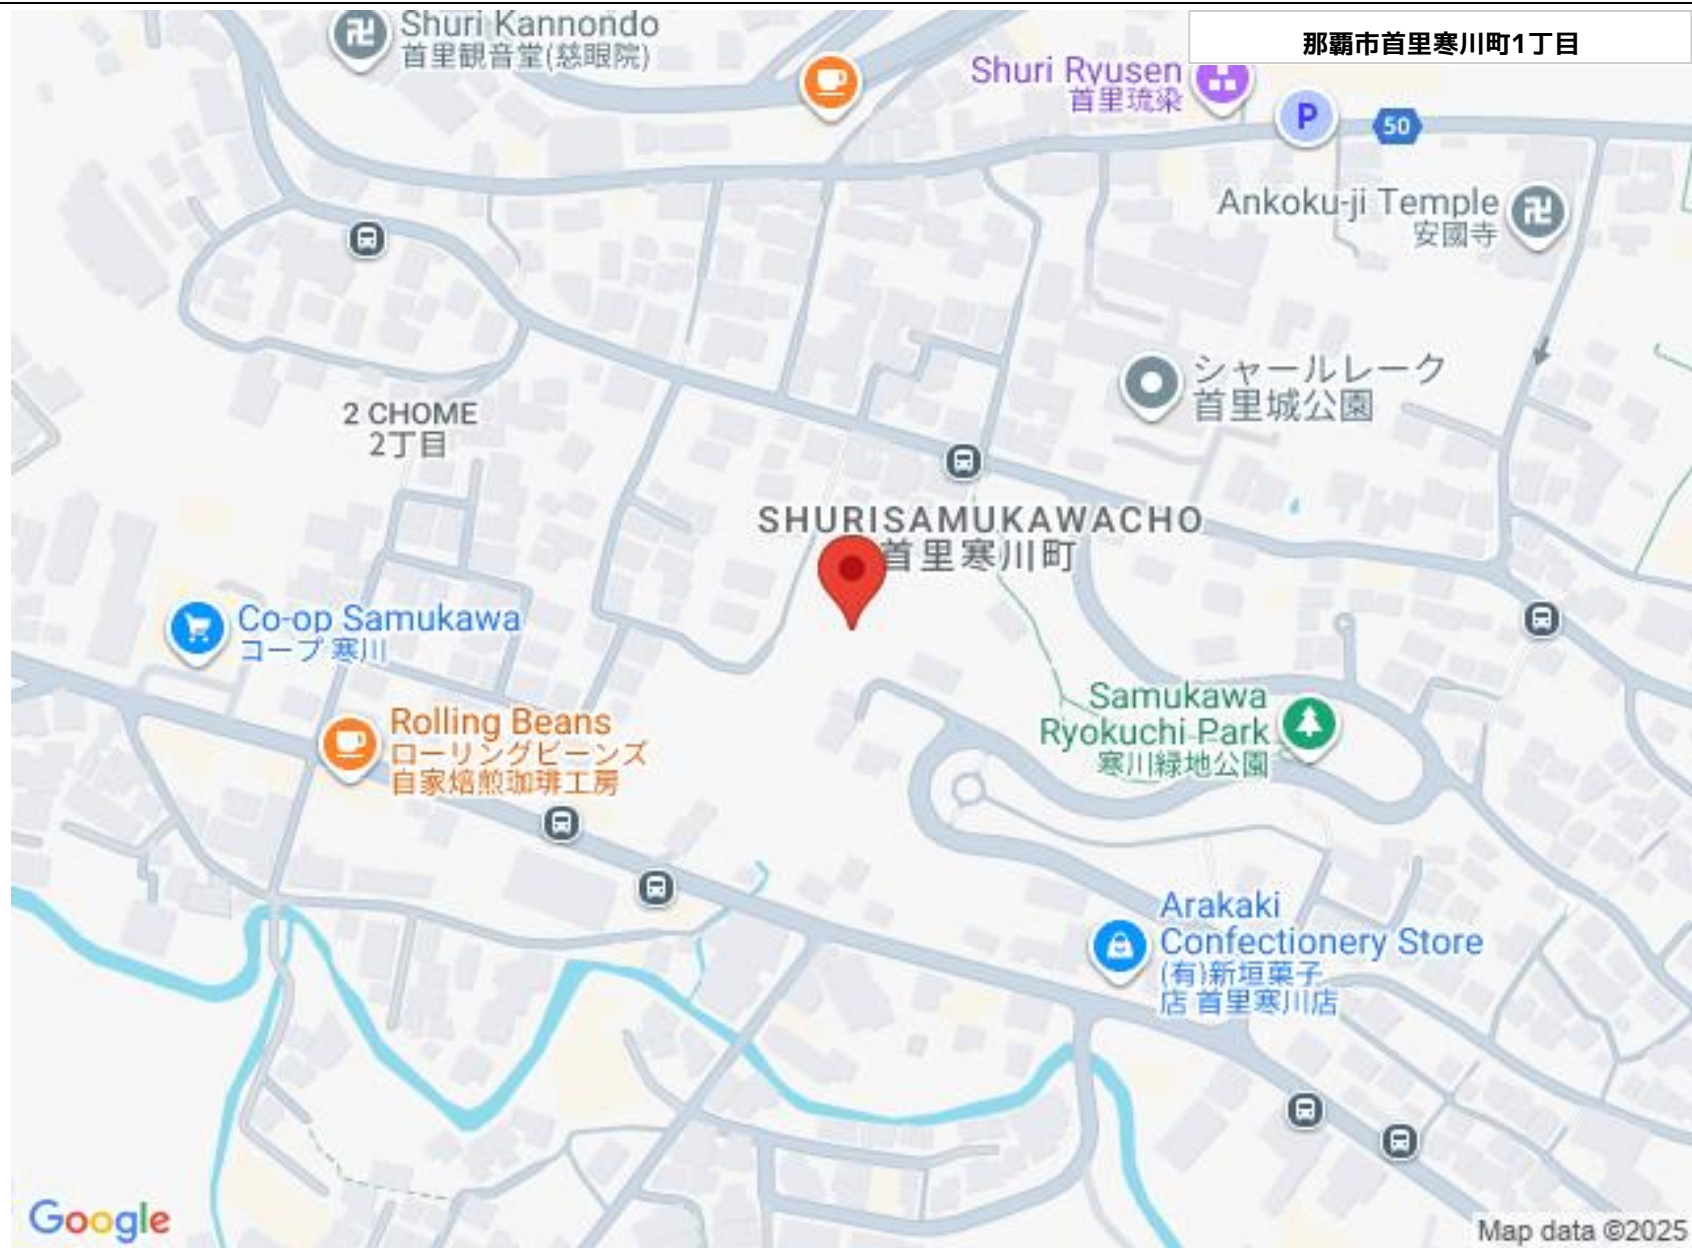 那覇市首里寒川町1丁目
Shuri Kannondo
首里観音堂(慈眼院)
Shuri Ryusen
首里琉染
P
50
Ankoku-ji Temple
安國寺
シャールレーク
首里城公園
2 CHOME
2丁目
SHURISAMUKAWACHO
首里寒川町
Co-op Samukawa
コープ寒川
Samukawa
Ryokuchi Park
寒川緑地公園
Rolling Beans
ローリングビーンズ
自家焙煎珈琲工房
Arakaki
Confectionery Store
(有)新垣菓子
店 首里寒川店
Google
Map data ©2025